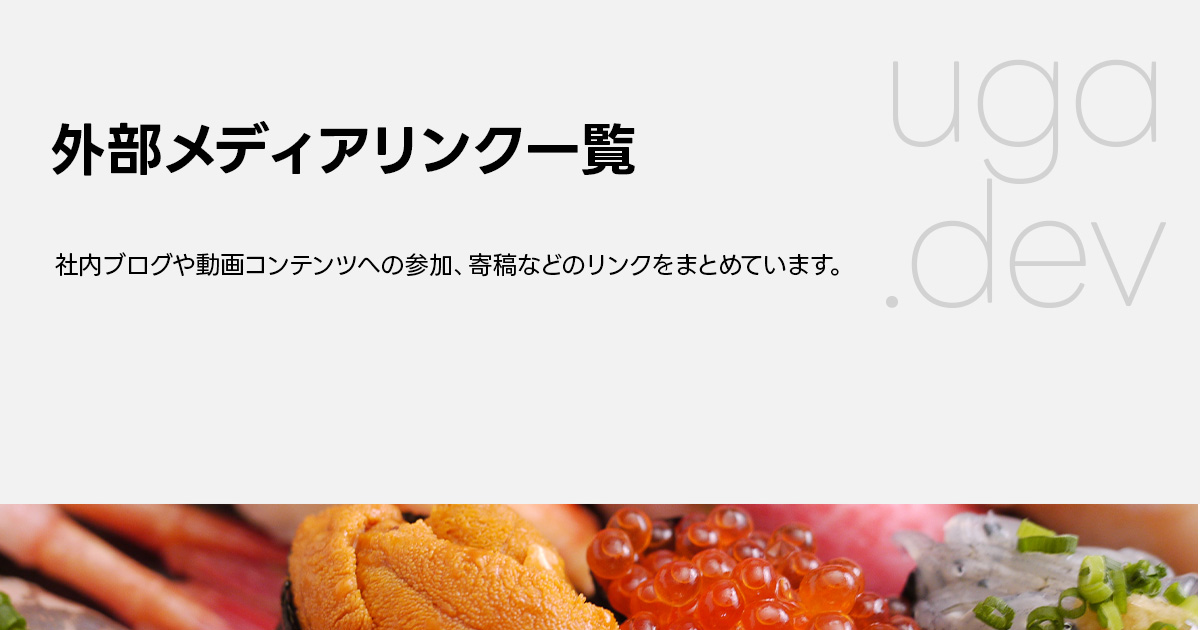 外部メディアリンク一覧
社内ブログや動画コンテンツへの参加、寄稿などのリンクをまとめています。
uga
.dev